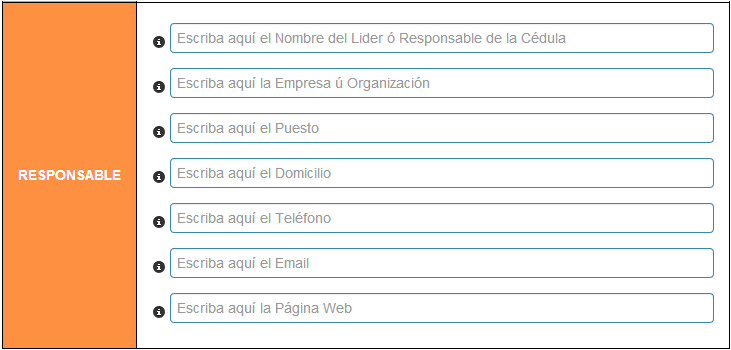 RESPONSABLE
Escriba aquí el Nombre del Lider ó Responsable de la Cédula
Escriba aquí la Empresa ú Organización
Escriba aquí el Puesto
Escriba aquí el Domicilio
Escriba aquí el Teléfono
Escriba aquí el Email
Escriba aquí la Página Web